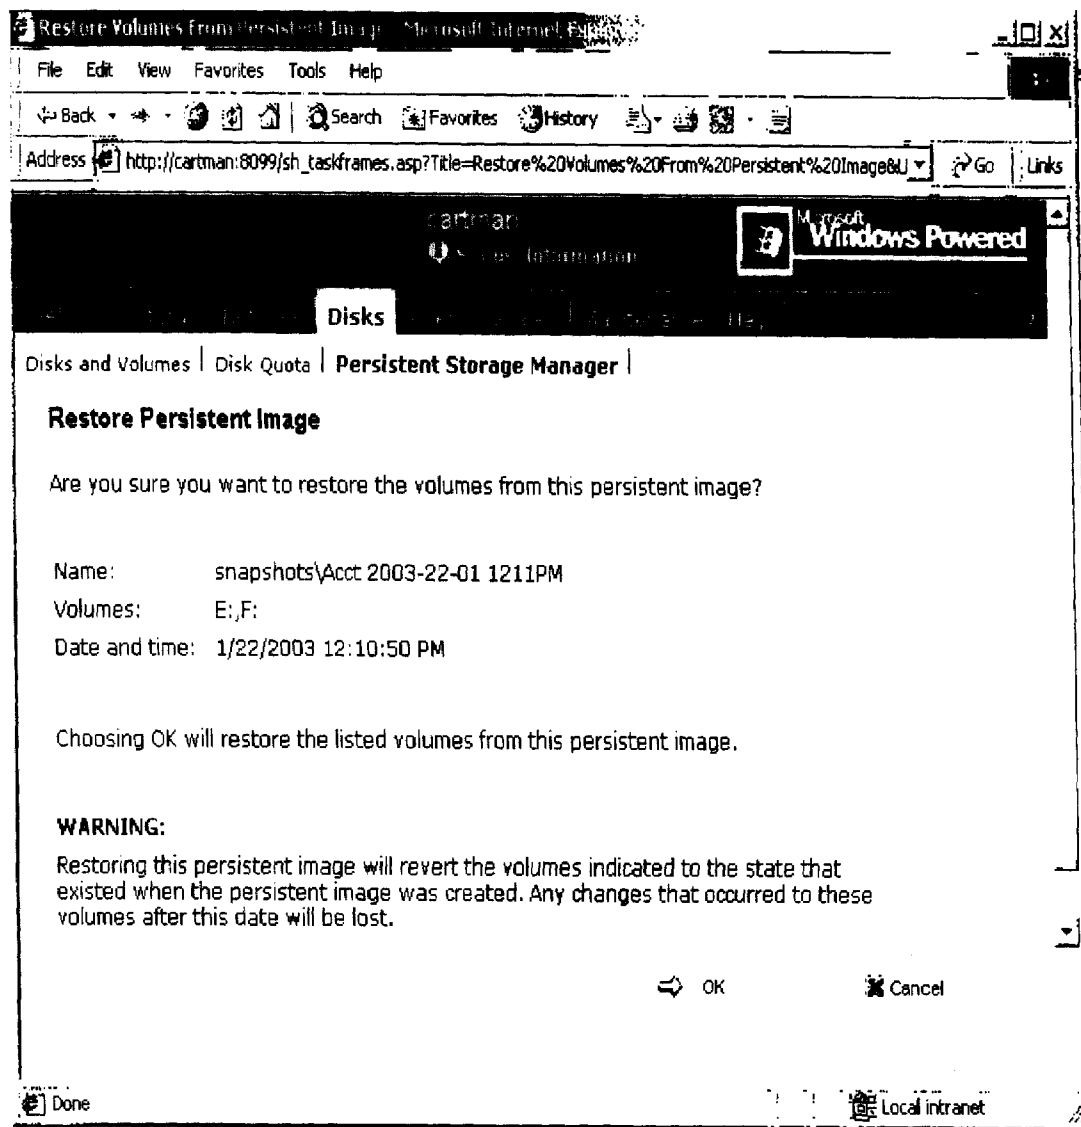 Restore Volumes From Persistent Image - Microsoft Internet
File Edit View Favorites Tools Help
Back Search Favorites History
Address http://cartman:8099/sh_taskframes.asp?Title=Restore%20Volumes%20From%20Persistent%20Image&U Go Links
cartman
Microsoft
Windows Powered
Information
Disks
Disks and Volumes | Disk Quota | Persistent Storage Manager |
Restore Persistent Image
Are you sure you want to restore the volumes from this persistent image?
Name: snapshots\Acct 2003-22-01 1211PM
Volumes: E:,F:
Date and time: 1/22/2003 12:10:50 PM
Choosing OK will restore the listed volumes from this persistent image.
WARNING:
Restoring this persistent image will revert the volumes indicated to the state that
existed when the persistent image was created. Any changes that occurred to these
volumes after this date will be lost.
OK Cancel
Done Local intranet